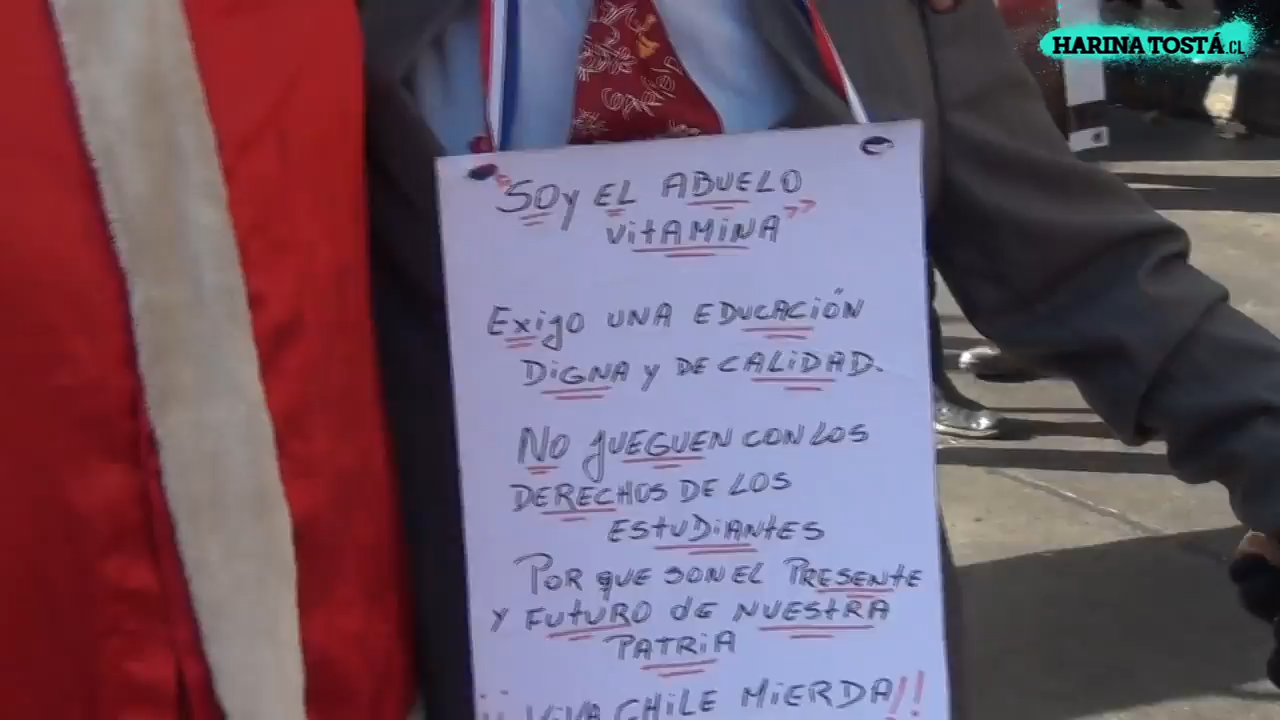 HARINA TOSTÁ.CL
"SOY EL ABUELO
VITAMINA"
EXIJO UNA EDUCACIÓN
DIGNA Y DE CALIDAD.
NO JUEGUEN CON LOS
DERECHOS DE LOS
ESTUDIANTES
POR QUE SON EL PRESENTE
Y FUTURO DE NUESTRA
PATRIA
¡¡ VIVA CHILE MIERDA!!